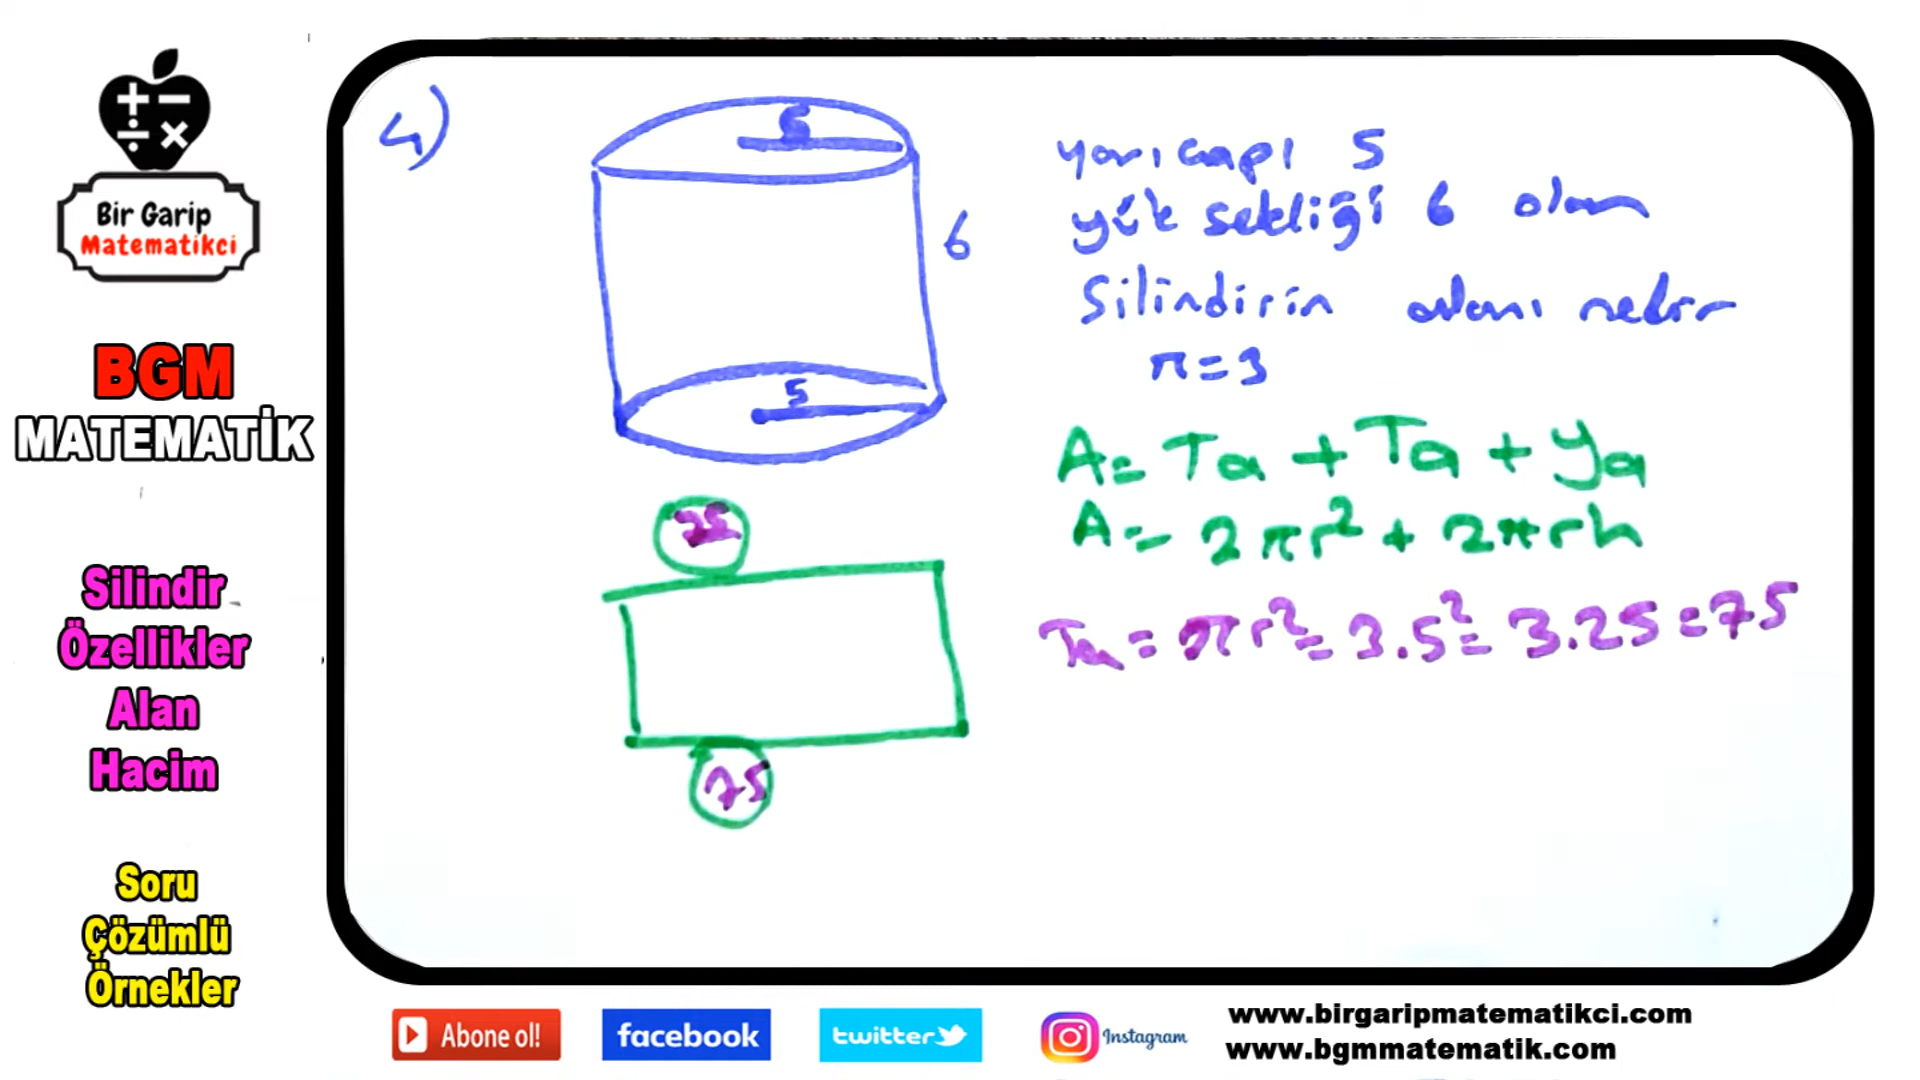 Bir Garip
Matematikci
BGM
MATEMATİK
Silindir
Özellikler
Alan
Hacim
Soru
Çözümlü
Örnekler
4)
5
6
5
yarıçapı 5
yüksekliği 6 olan
Silindirin alanı nedir
π=3
A= Ta + Ta + Ya
A= 2πr² + 2πrh
Ta = πr² = 3.5² = 3.25 = 75
75
75
Abone ol!
facebook
twitter
Instagram
www.birgaripmatematikci.com
www.bgmmatematik.com